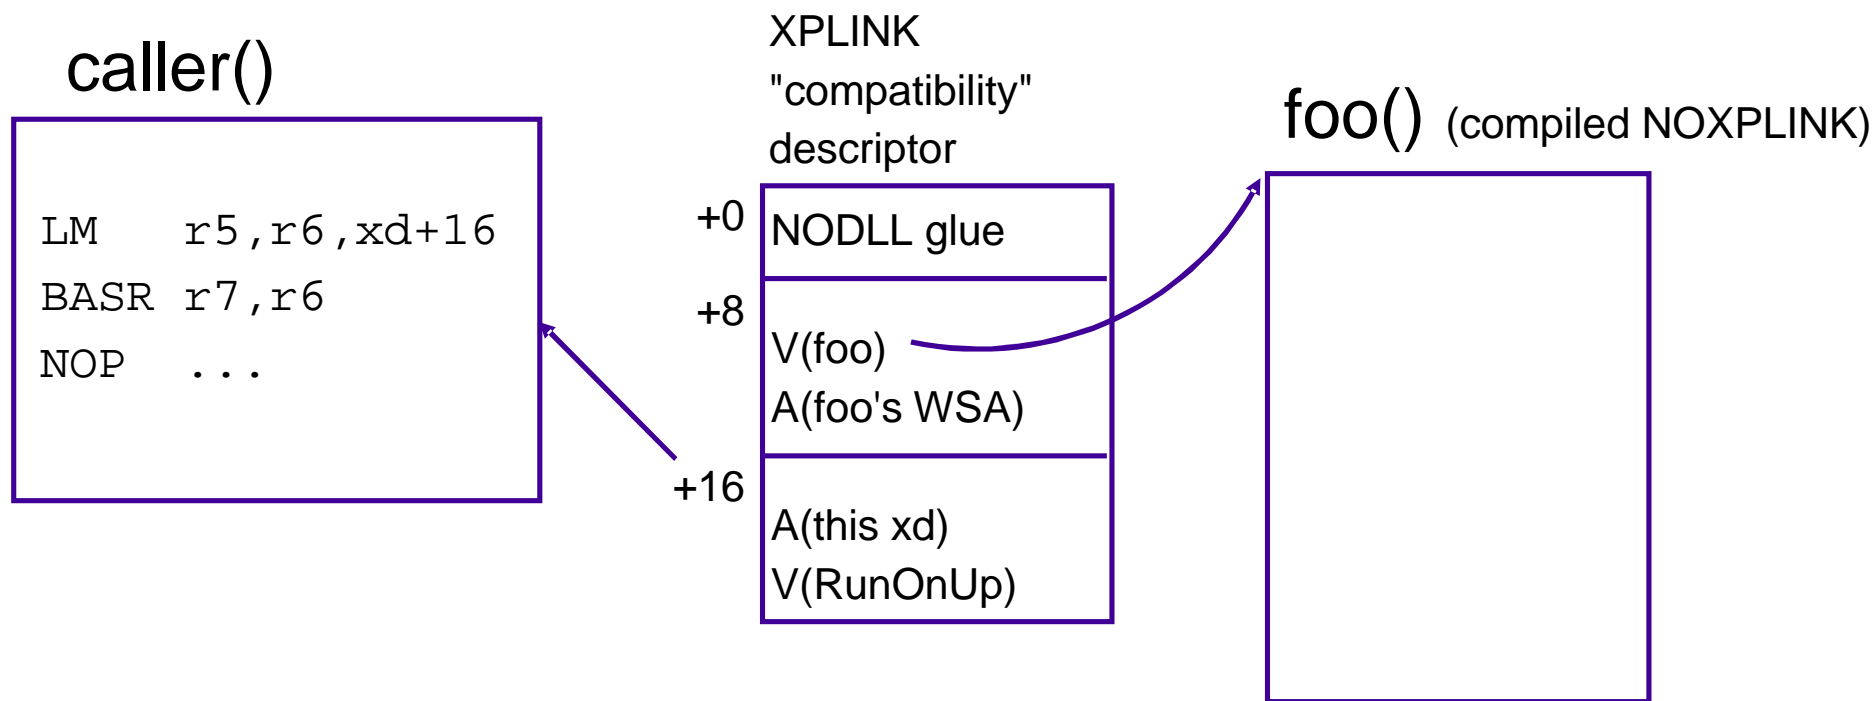 caller()
LM r5,r6,xd+16
BASR r7,r6
NOP ...
XPLINK
"compatibility"
descriptor
+0
NODLL glue
+8
V(foo)
A(foo's WSA)
+16
A(this xd)
V(RunOnUp)
foo() (compiled NOXPLINK)